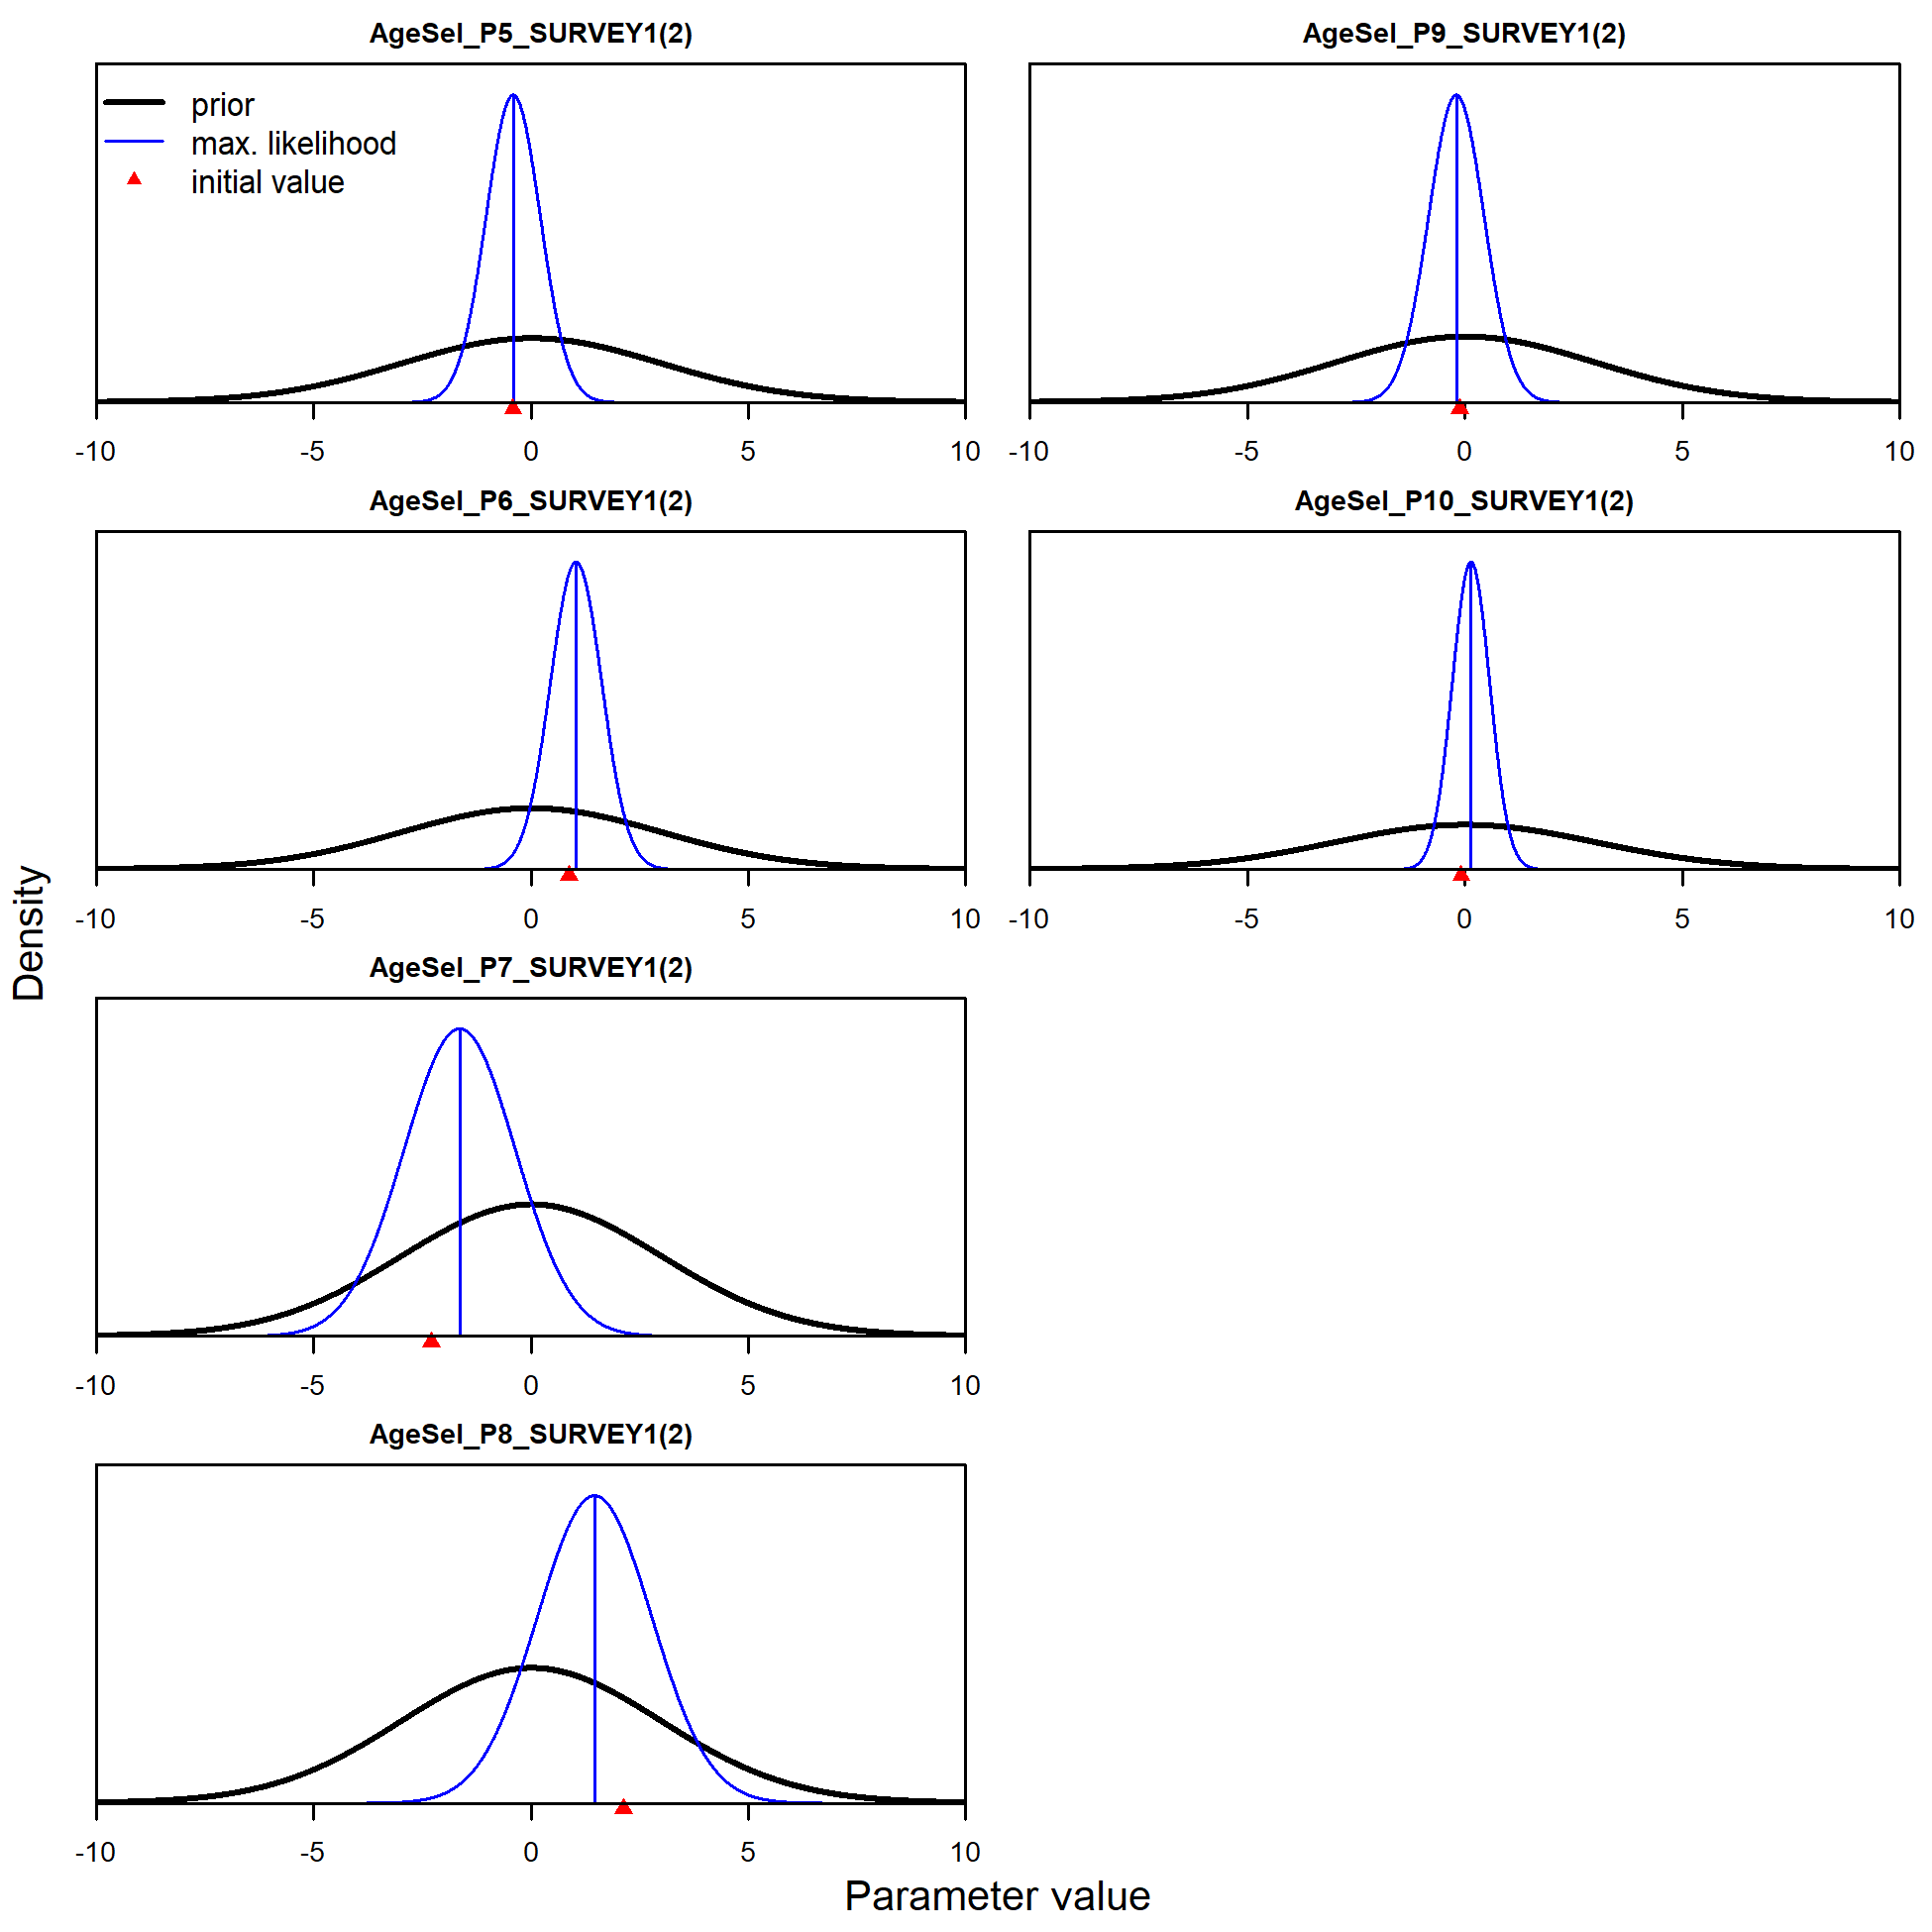 AgeSel_P5_SURVEY1(2)
prior
max. likelihood
initial value
-10 -5 0 5 10
AgeSel_P9_SURVEY1(2)
-10 -5 0 5 10
AgeSel_P6_SURVEY1(2)
-10 -5 0 5 10
AgeSel_P10_SURVEY1(2)
-10 -5 0 5 10
AgeSel_P7_SURVEY1(2)
-10 -5 0 5 10
AgeSel_P8_SURVEY1(2)
-10 -5 0 5 10
Density
Parameter value